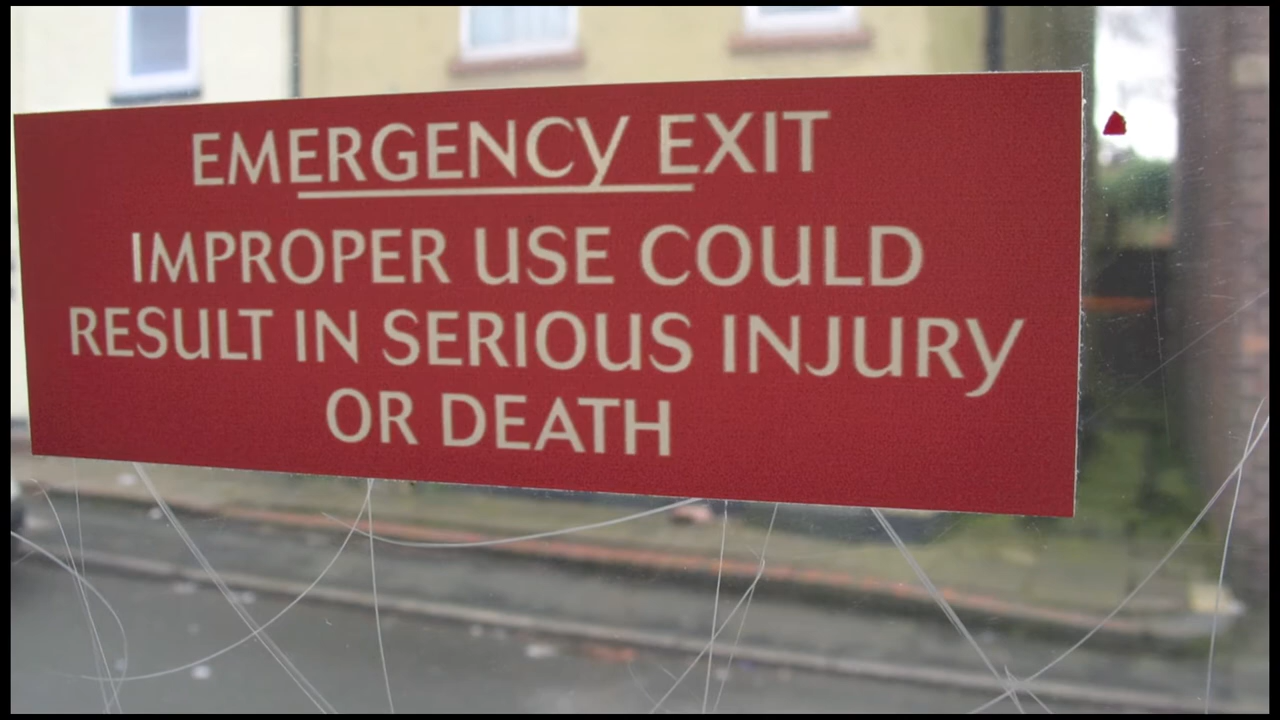 EMERGENCY EXIT
IMPROPER USE COULD
RESULT IN SERIOUS INJURY
OR DEATH